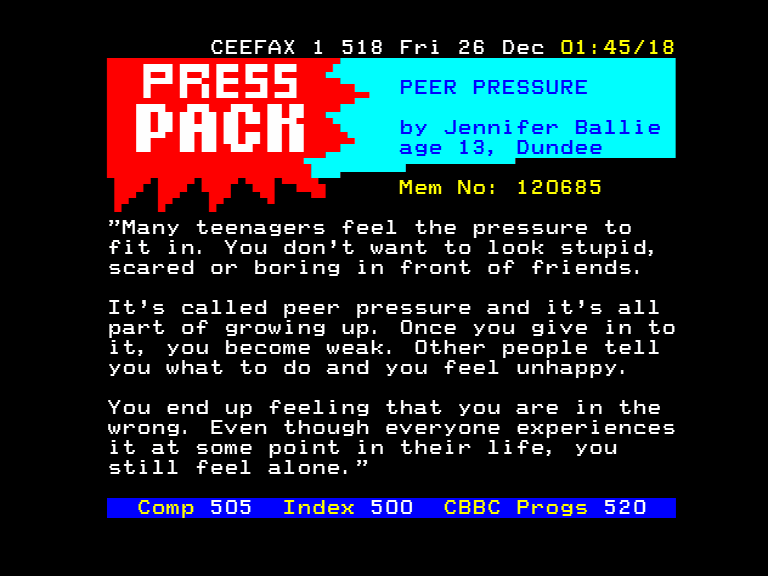 CEEFAX 1 518 Fri 26 Dec 01:45/18
PRESS
PACK
PEER PRESSURE
by Jennifer Ballie
age 13, Dundee
Mem No: 120685
”Many teenagers feel the pressure to
fit in. You don’t want to look stupid,
scared or boring in front of friends.
It’s called peer pressure and it’s all
part of growing up. Once you give in to
it, you become weak. Other people tell
you what to do and you feel unhappy.
You end up feeling that you are in the
wrong. Even though everyone experiences
it at some point in their life, you
still feel alone.”
Comp 505 Index 500 CBBC Progs 520